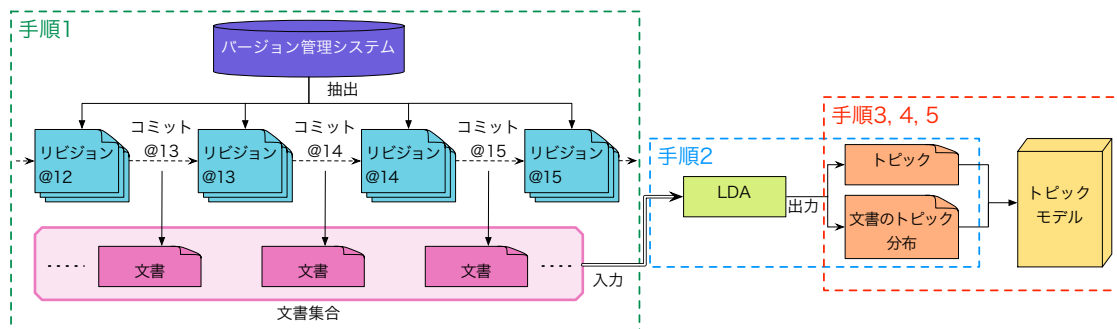 手順1
バージョン管理システム
抽出
コミット
@13
コミット
@14
コミット
@15
リビジョン
@12
リビジョン
@13
リビジョン
@14
リビジョン
@15
文書
文書
文書
文書集合
入力
手順2
LDA
出力
手順3, 4, 5
トピック
文書のトピック
分布
トピック
モデル